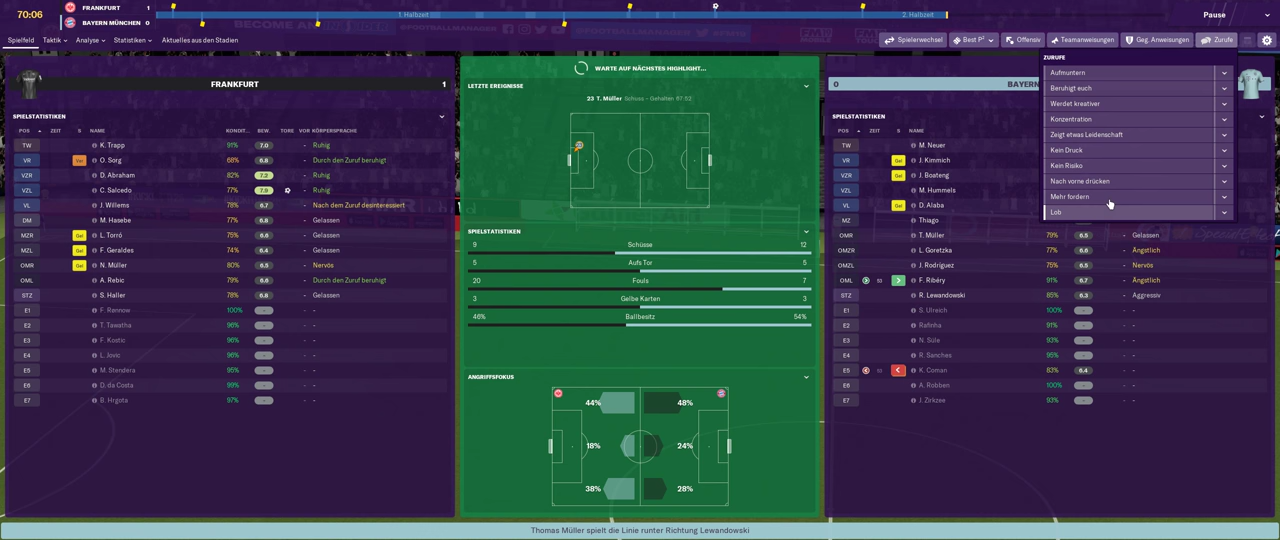 70:06
FRANKFURT 1
BAYERN MÜNCHEN 0
1. Halbzeit
2. Halbzeit
Pause
Spielfeld Taktik Analyse Statistiken Aktuelles aus den Stadien
Spielerwechsel Best P² Offensiv Teamanweisungen Geg. Anweisungen Zurufe
FRANKFURT 1
SPIELSTATISTIKEN
POS ZEIT S NAME KONDIT... BEW. TORE VOR KÖRPERSPRACHE
TW K. Trapp 91% 7.0 - Ruhig
VR O. Sorg 68% 6.8 - Durch den Zuruf beruhigt
VZR D. Abraham 82% 7.2 - Ruhig
VZL C. Salcedo 77% 7.9 - Ruhig
VL J. Willems 78% 6.7 - Nach dem Zuruf desinteressiert
DM M. Hasebe 77% 6.8 - Gelassen
MZR Gel L. Torró 75% 6.6 - Gelassen
MZL Gel F. Geraldes 74% 6.4 - Gelassen
OMR Gel N. Müller 80% 6.5 - Nervös
OML A. Rebic 79% 6.8 - Durch den Zuruf beruhigt
STZ S. Haller 78% 6.8 - Gelassen
E1 F. Rønnow 100% - - -
E2 T. Tawatha 96% - - -
E3 F. Kostic 96% - - -
E4 L. Jovic 96% - - -
E5 M. Stendera 95% - - -
E6 D. da Costa 99% - - -
E7 B. Hrgota 97% - - -
WARTE AUF NÄCHSTES HIGHLIGHT...
LETZTE EREIGNISSE
23 T. Müller Schuss - Gehalten 67:52
SPIELSTATISTIKEN
9 Schüsse 12
5 Aufs Tor 5
20 Fouls 7
3 Gelbe Karten 3
46% Ballbesitz 54%
ANGRIFFSFOKUS
44% 48%
18% 24%
38% 28%
0 BAYERN
SPIELSTATISTIKEN
POS ZEIT S NAME
TW M. Neuer
VR Gel J. Kimmich
VZR Gel J. Boateng
VZL M. Hummels
VL Gel D. Alaba
MZ Thiago
OMR T. Müller 79% 6.5 - Gelassen
OMZR L. Goretzka 77% 6.6 - Ängstlich
OMZL J. Rodriguez 75% 6.5 - Nervös
OML F. Ribéry 91% 6.7 - Ängstlich
STZ R. Lewandowski 85% 6.3 - Aggressiv
E1 S. Ulreich 100% - - -
E2 Rafinha 91% - - -
E3 N. Süle 93% - - -
E4 R. Sanches 95% - - -
E5 K. Coman 83% 6.4 - -
E6 A. Robben 100% - - -
E7 J. Zirkzee 93% - - -
ZURUFE
Aufmuntern
Beruhigt euch
Werdet kreativer
Konzentration
Zeigt etwas Leidenschaft
Kein Druck
Kein Risiko
Nach vorne drücken
Mehr fordern
Lob
Thomas Müller spielt die Linie runter Richtung Lewandowski